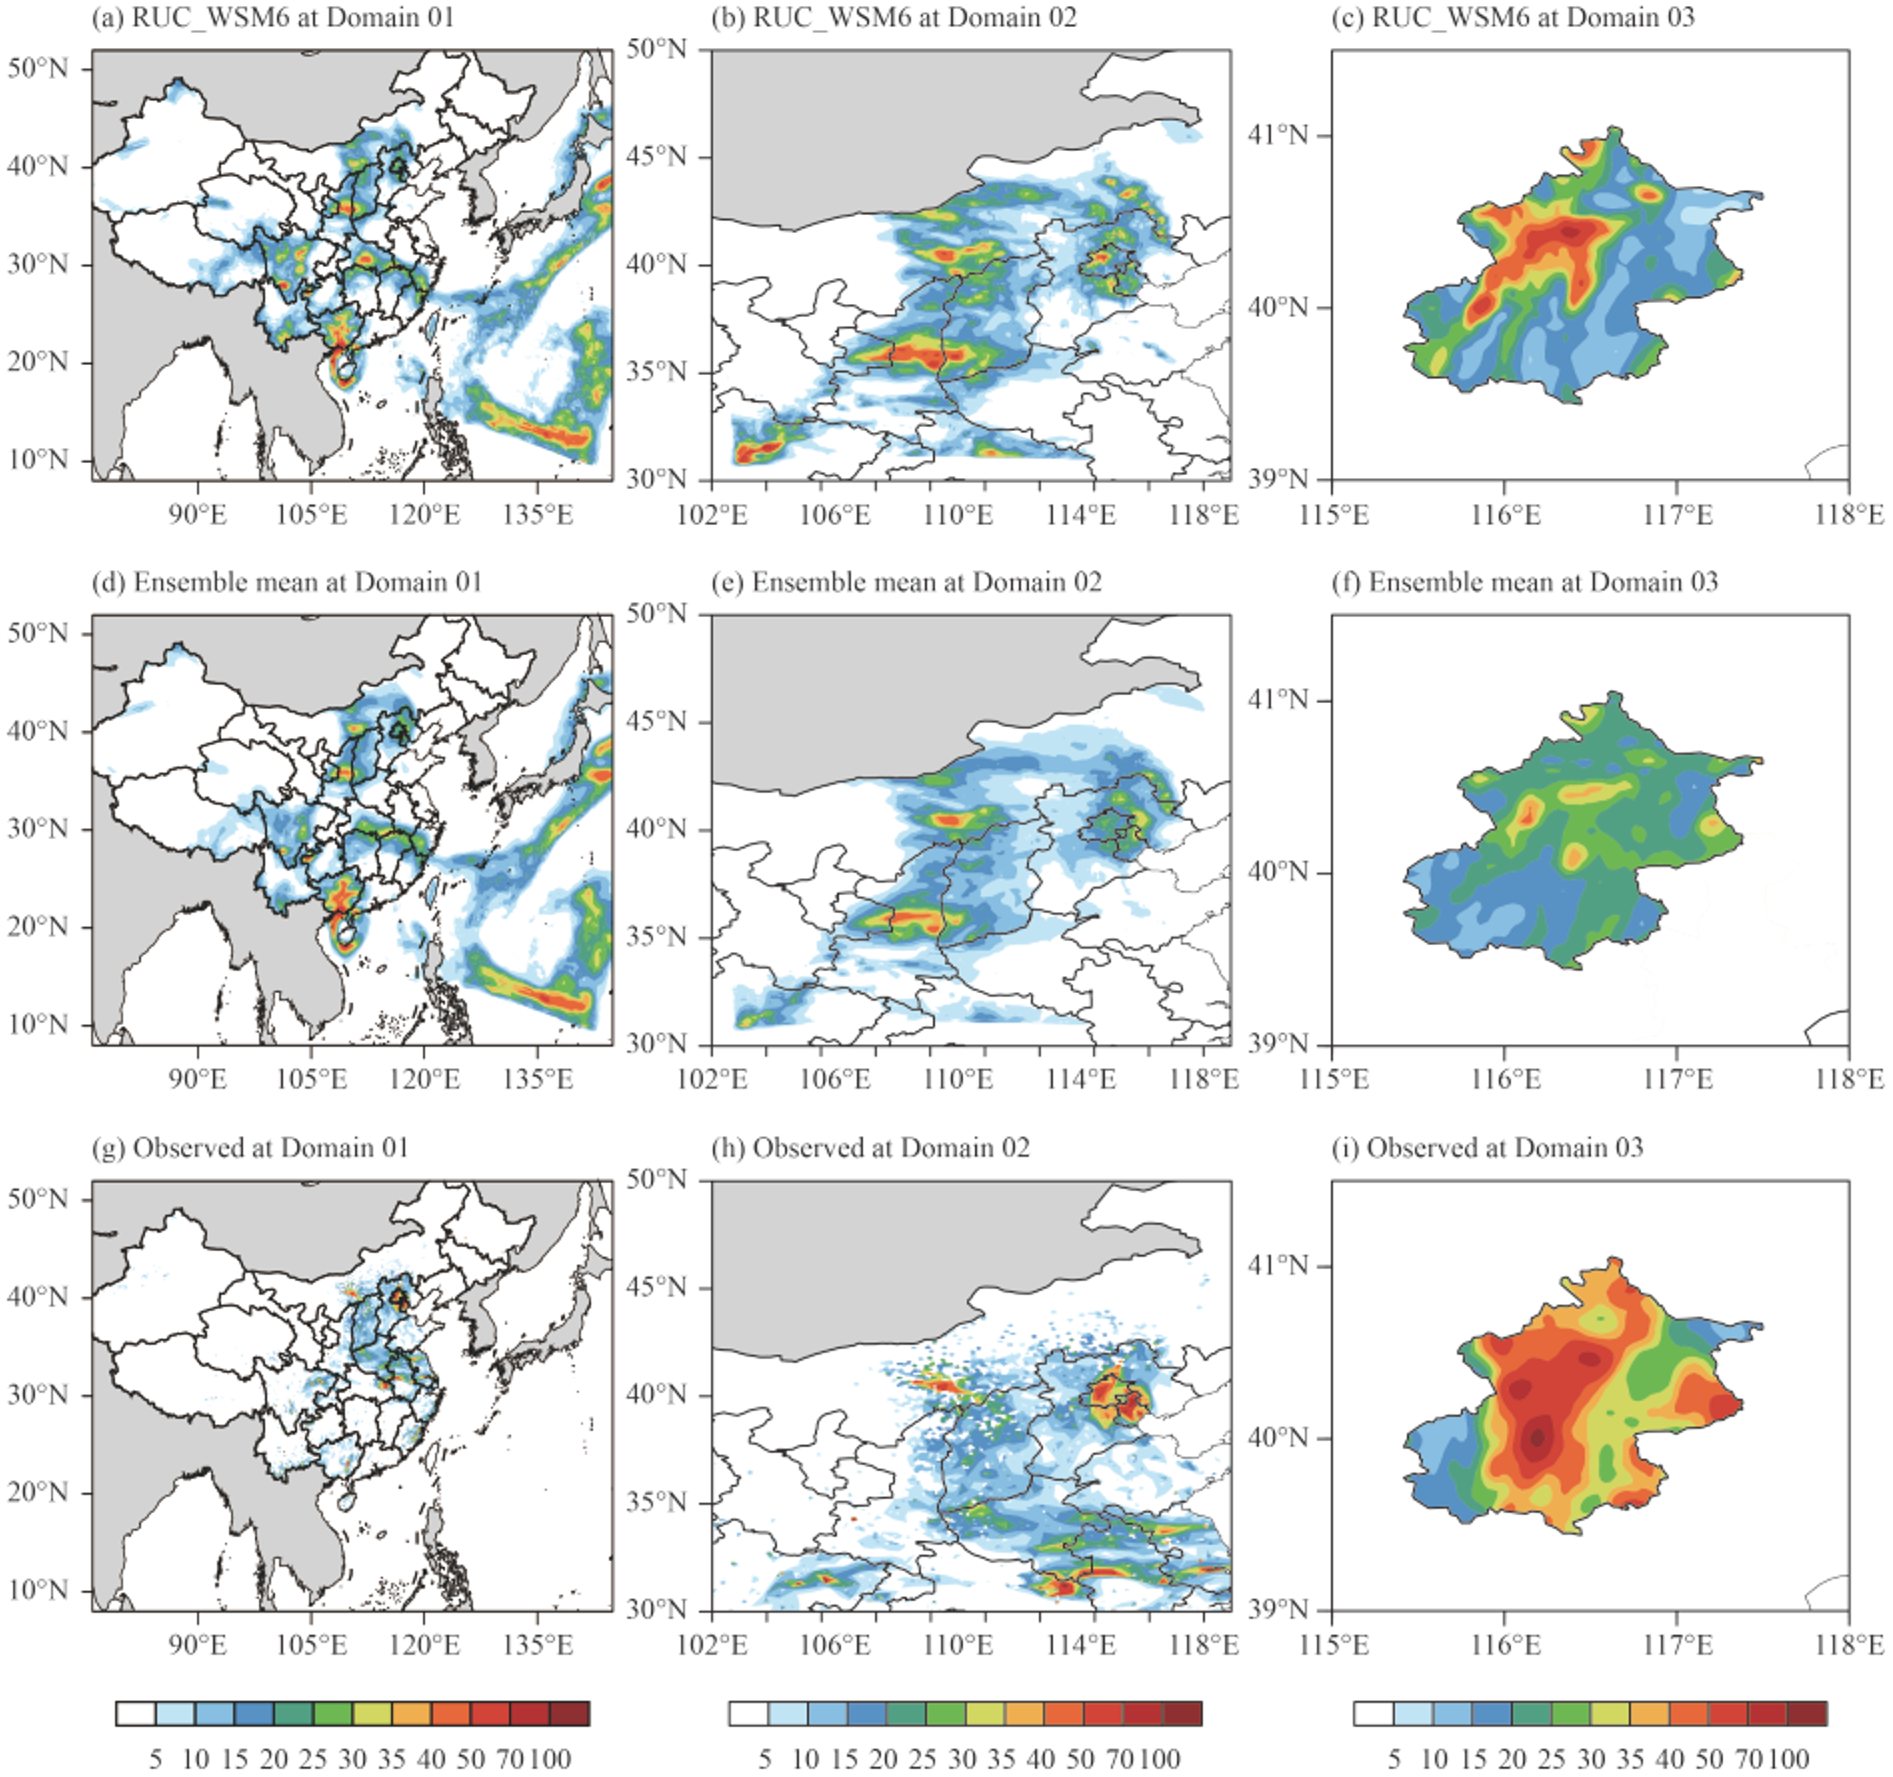 (a) RUC_WSM6 at Domain 01
(b) RUC_WSM6 at Domain 02
(c) RUC_WSM6 at Domain 03
50°N
40°N
30°N
20°N
10°N
90°E 105°E 120°E 135°E
50°N
45°N
40°N
35°N
30°N
102°E 106°E 110°E 114°E 118°E
41°N
40°N
39°N
115°E 116°E 117°E 118°E
(d) Ensemble mean at Domain 01
(e) Ensemble mean at Domain 02
(f) Ensemble mean at Domain 03
50°N
40°N
30°N
20°N
10°N
90°E 105°E 120°E 135°E
50°N
45°N
40°N
35°N
30°N
102°E 106°E 110°E 114°E 118°E
41°N
40°N
39°N
115°E 116°E 117°E 118°E
(g) Observed at Domain 01
(h) Observed at Domain 02
(i) Observed at Domain 03
50°N
40°N
30°N
20°N
10°N
90°E 105°E 120°E 135°E
50°N
45°N
40°N
35°N
30°N
102°E 106°E 110°E 114°E 118°E
41°N
40°N
39°N
115°E 116°E 117°E 118°E
5 10 15 20 25 30 35 40 50 70 100
5 10 15 20 25 30 35 40 50 70 100
5 10 15 20 25 30 35 40 50 70 100